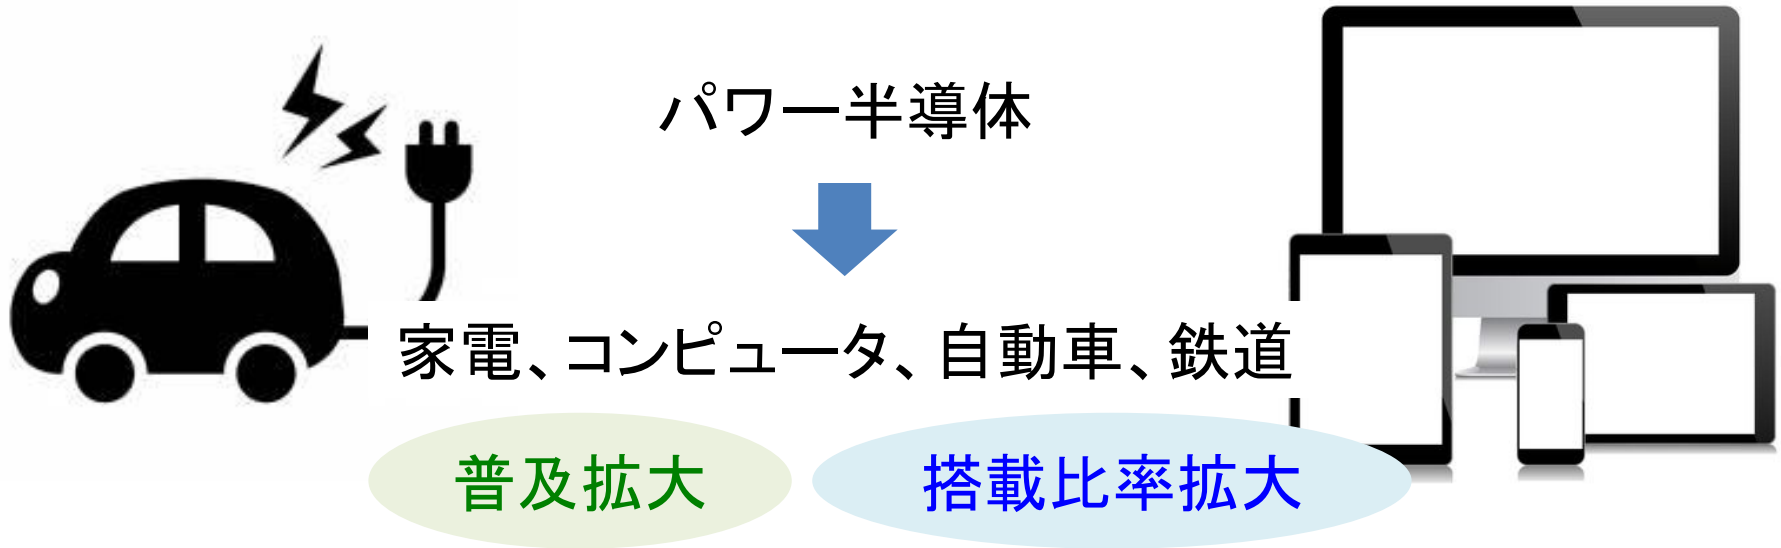 パワー半導体
家電、コンピュータ、自動車、鉄道
普及拡大
搭載比率拡大